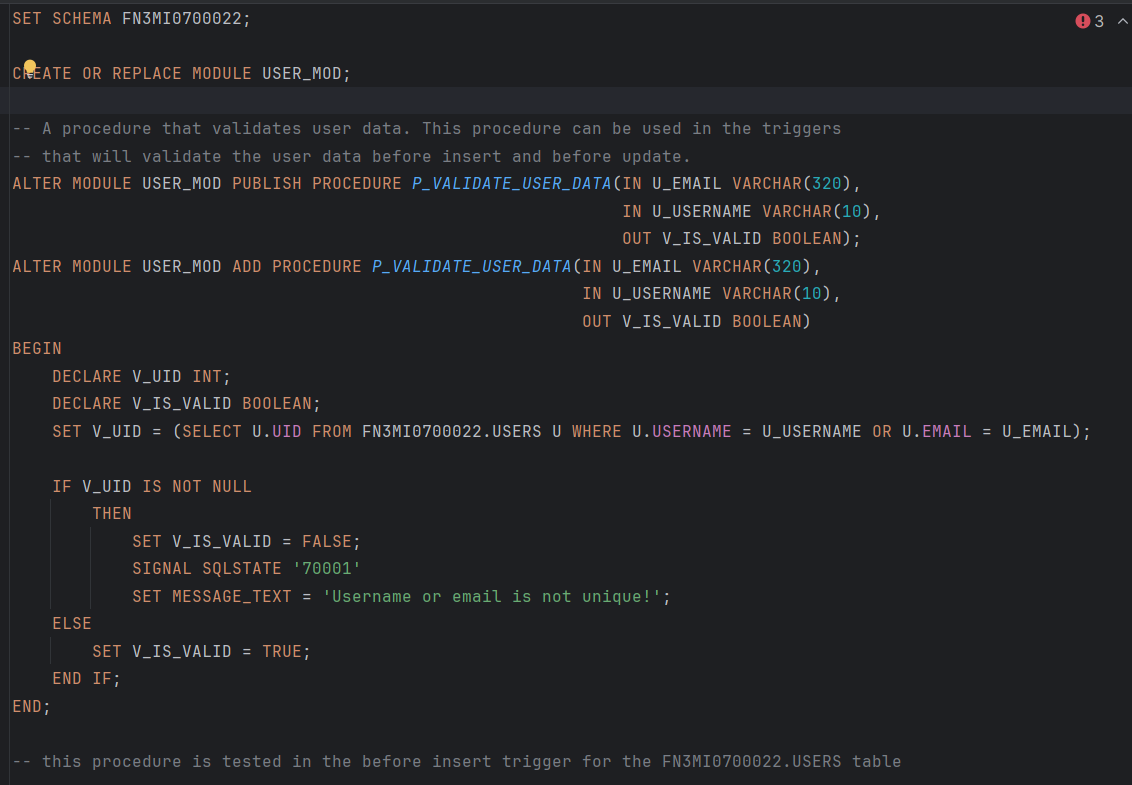 SET SCHEMA FN3MI0700022;
3
CREATE OR REPLACE MODULE USER_MOD;
-- A procedure that validates user data. This procedure can be used in the triggers
-- that will validate the user data before insert and before update.
ALTER MODULE USER_MOD PUBLISH PROCEDURE P_VALIDATE_USER_DATA(IN U_EMAIL VARCHAR(320),
IN U_USERNAME VARCHAR(10),
OUT V_IS_VALID BOOLEAN);
ALTER MODULE USER_MOD ADD PROCEDURE P_VALIDATE_USER_DATA(IN U_EMAIL VARCHAR(320),
IN U_USERNAME VARCHAR(10),
OUT V_IS_VALID BOOLEAN)
BEGIN
DECLARE V_UID INT;
DECLARE V_IS_VALID BOOLEAN;
SET V_UID = (SELECT U.UID FROM FN3MI0700022.USERS U WHERE U.USERNAME = U_USERNAME OR U.EMAIL = U_EMAIL);
IF V_UID IS NOT NULL
THEN
SET V_IS_VALID = FALSE;
SIGNAL SQLSTATE '70001'
SET MESSAGE_TEXT = 'Username or email is not unique!';
ELSE
SET V_IS_VALID = TRUE;
END IF;
END;
-- this procedure is tested in the before insert trigger for the FN3MI0700022.USERS table